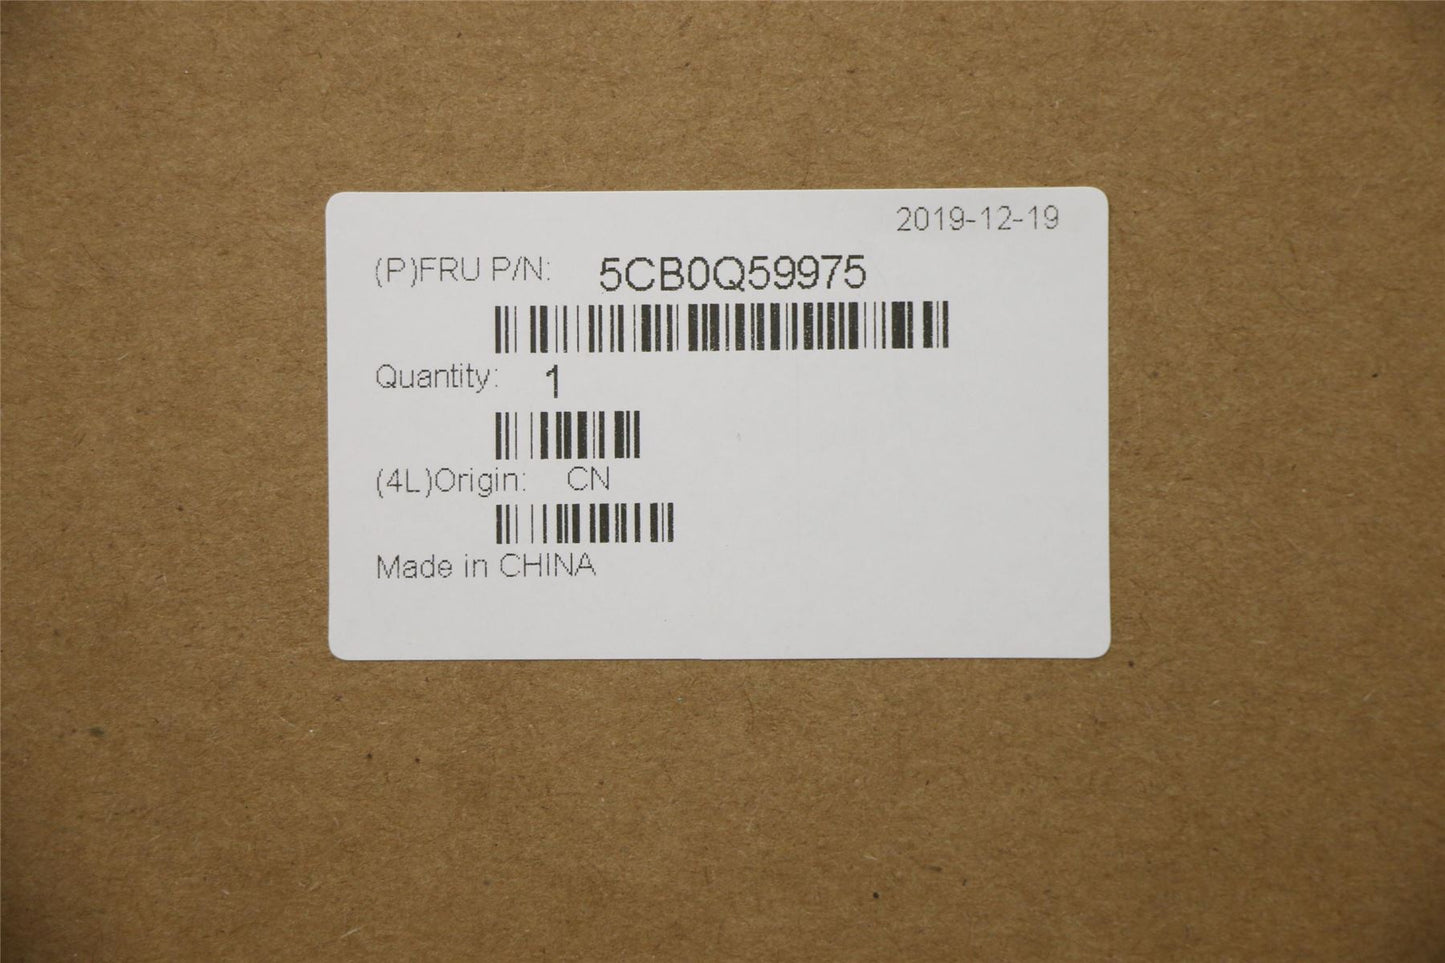 2019-12-19
(P)FRU P/N: 5CB0Q59975
Quantity: 1
(4L)Origin: CN
Made in CHINA